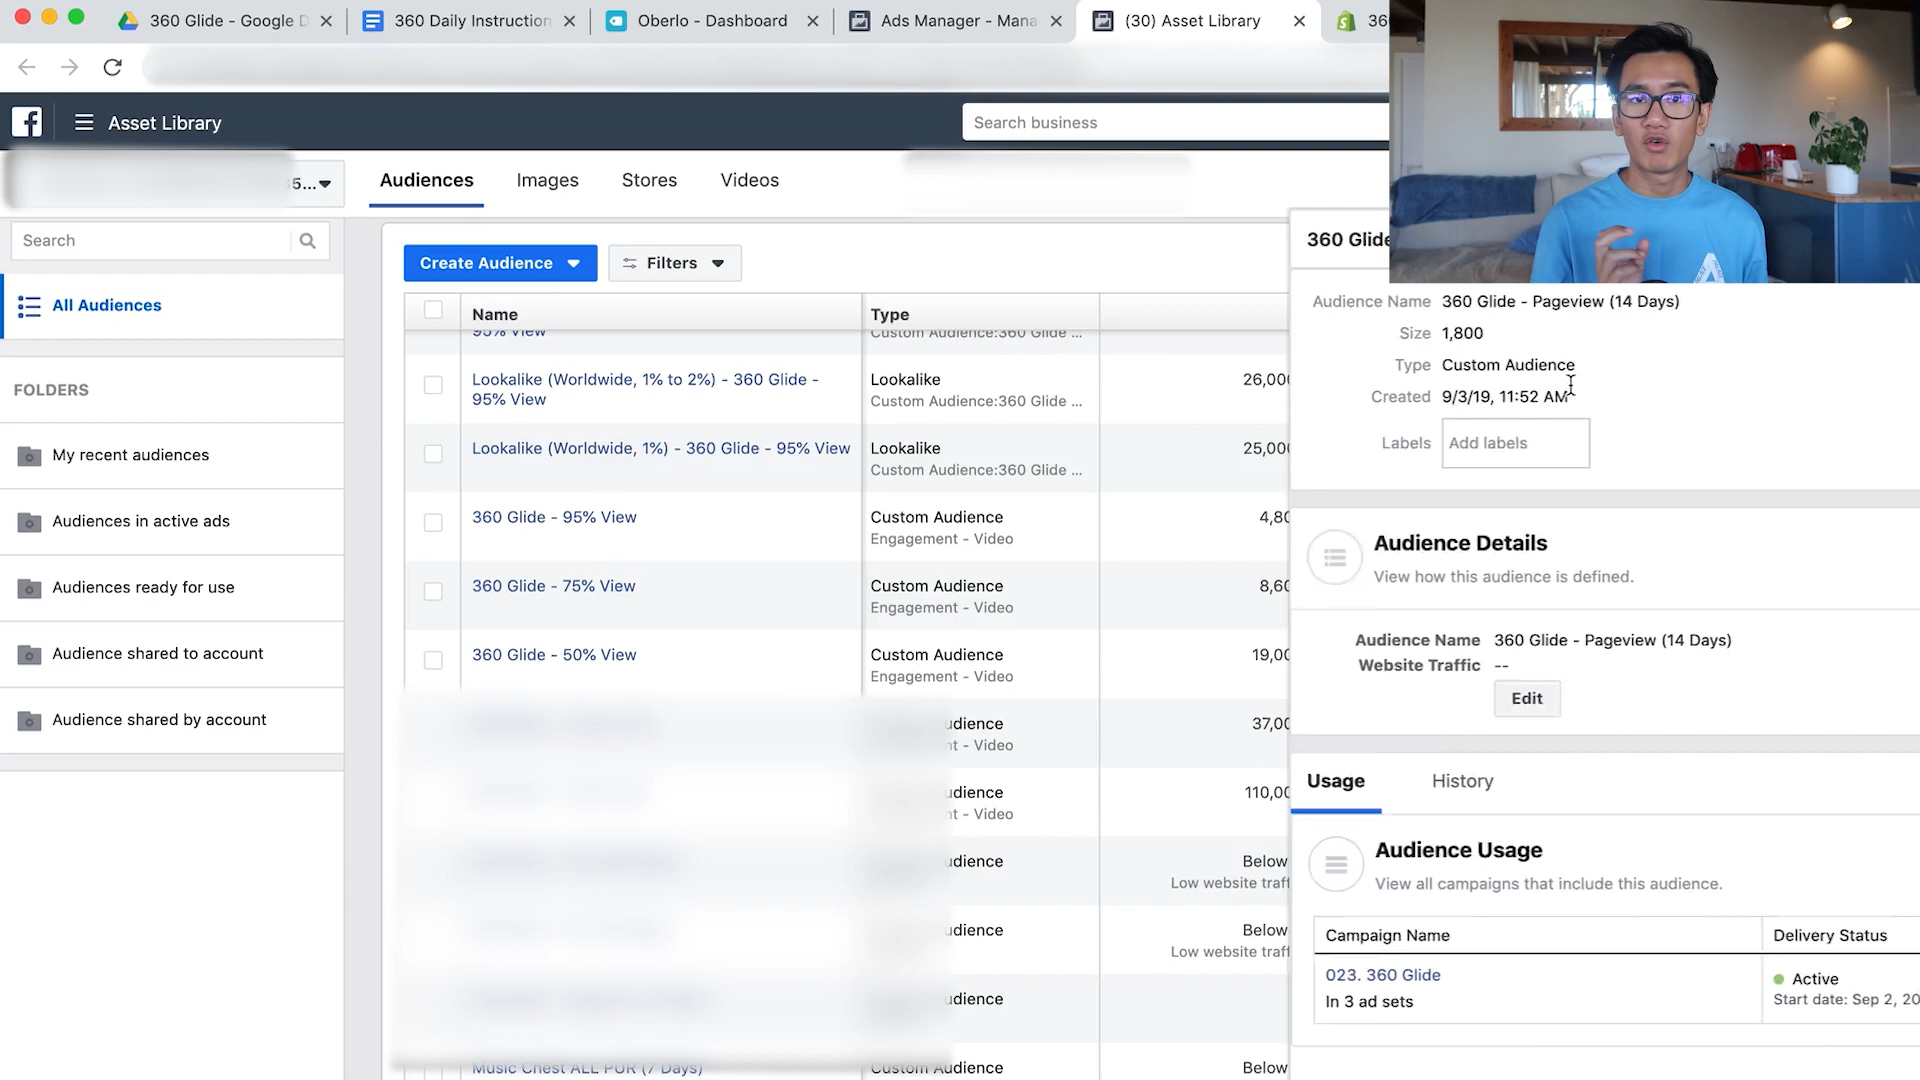 360 Glide - Google D
360 Daily Instruction
Oberlo - Dashboard
Ads Manager - Mana
(30) Asset Library
Asset Library
Search business
5...
Audiences
Images
Stores
Videos
Search
All Audiences
FOLDERS
My recent audiences
Audiences in active ads
Audiences ready for use
Audience shared to account
Audience shared by account
Create Audience
Filters
Name
Type
95% View
Custom Audience:360 Glide ...
Lookalike (Worldwide, 1% to 2%) - 360 Glide -
95% View
Lookalike
Custom Audience:360 Glide ...
26,000
Lookalike (Worldwide, 1%) - 360 Glide - 95% View
Lookalike
Custom Audience:360 Glide ...
25,000
360 Glide - 95% View
Custom Audience
Engagement - Video
4,80
360 Glide - 75% View
Custom Audience
Engagement - Video
8,60
360 Glide - 50% View
Custom Audience
Engagement - Video
19,00
udience
nt - Video
37,00
udience
nt - Video
110,00
udience
Below
Low website traff
udience
Below
Low website traff
udience
Music Chest ALL PUR (7 Days)
Custom Audience
Below
360 Glide
Audience Name 360 Glide - Pageview (14 Days)
Size 1,800
Type Custom Audience
Created 9/3/19, 11:52 AM
Labels Add labels
Audience Details
View how this audience is defined.
Audience Name 360 Glide - Pageview (14 Days)
Website Traffic --
Edit
Usage
History
Audience Usage
View all campaigns that include this audience.
Campaign Name
Delivery Status
023. 360 Glide
In 3 ad sets
Active
Start date: Sep 2, 20